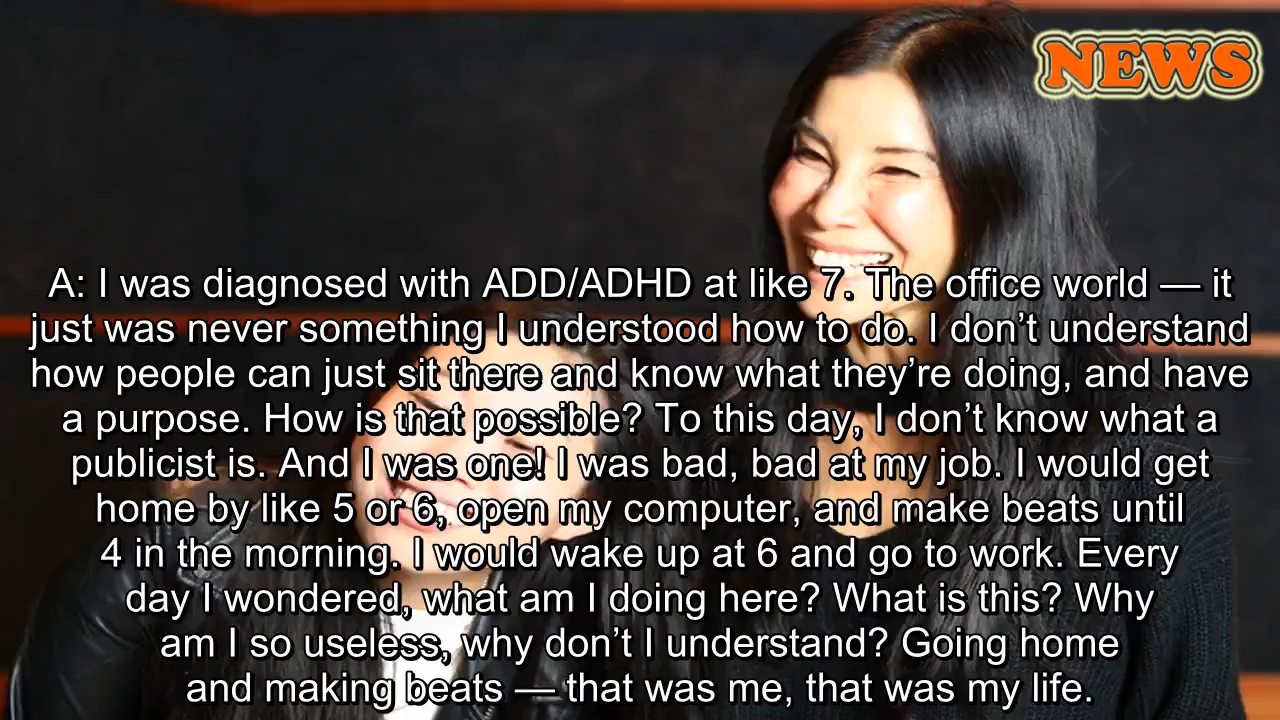 NEWS
A: I was diagnosed with ADD/ADHD at like 7. The office world — it
just was never something I understood how to do. I don’t understand
how people can just sit there and know what they’re doing, and have
a purpose. How is that possible? To this day, I don’t know what a
publicist is. And I was one! I was bad, bad at my job. I would get
home by like 5 or 6, open my computer, and make beats until
4 in the morning. I would wake up at 6 and go to work. Every
day I wondered, what am I doing here? What is this? Why
am I so useless, why don’t I understand? Going home
and making beats — that was me, that was my life.